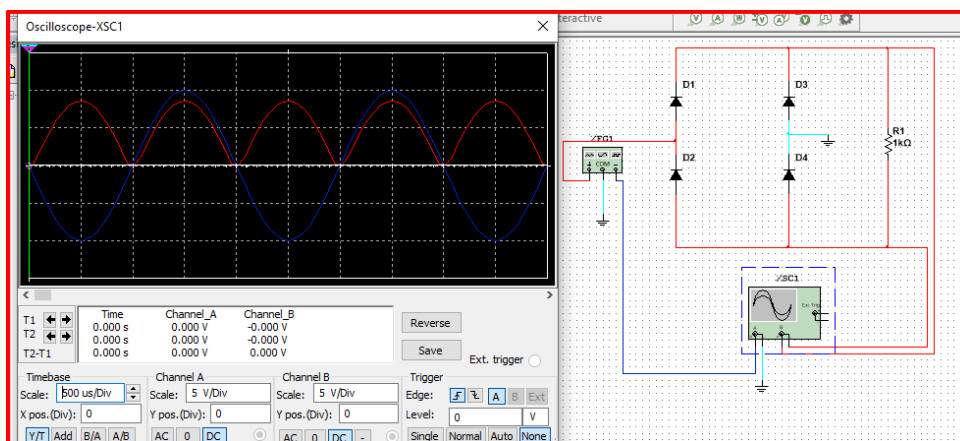 Oscilloscope-XSC1
teractive
Time Channel_A Channel_B
T1 0.000 s 0.000 V -0.000 V
T2 0.000 s 0.000 V -0.000 V
T2-T1 0.000 s 0.000 V 0.000 V
Reverse
Save
Ext. trigger
Timebase
Scale: 500 us/Div
X pos.(Div): 0
Y/T Add B/A A/B
Channel A
Scale: 5 V/Div
Y pos.(Div): 0
AC 0 DC
Channel B
Scale: 5 V/Div
Y pos.(Div): 0
AC 0 DC -
Trigger
Edge: A B Ext
Level: 0 V
Single Normal Auto None
D1
D3
XFG1
COM
D2
D4
R1
1kΩ
XSC1
Ext Trig
A B